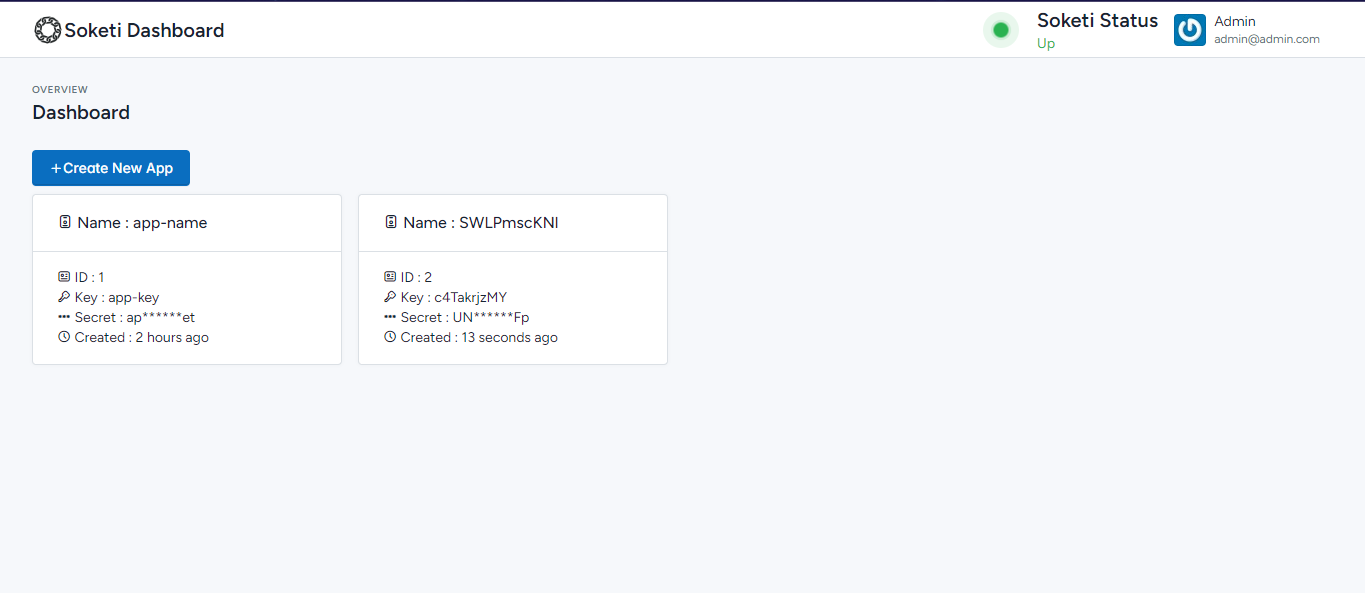 Soketi Dashboard
Soketi Status
Up
Admin
admin@admin.com
OVERVIEW
Dashboard
+Create New App
Name : app-name
ID : 1
Key : app-key
Secret : ap******et
Created : 2 hours ago
Name : SWLPmscKNl
ID : 2
Key : c4TakrjzMY
Secret : UN******Fp
Created : 13 seconds ago